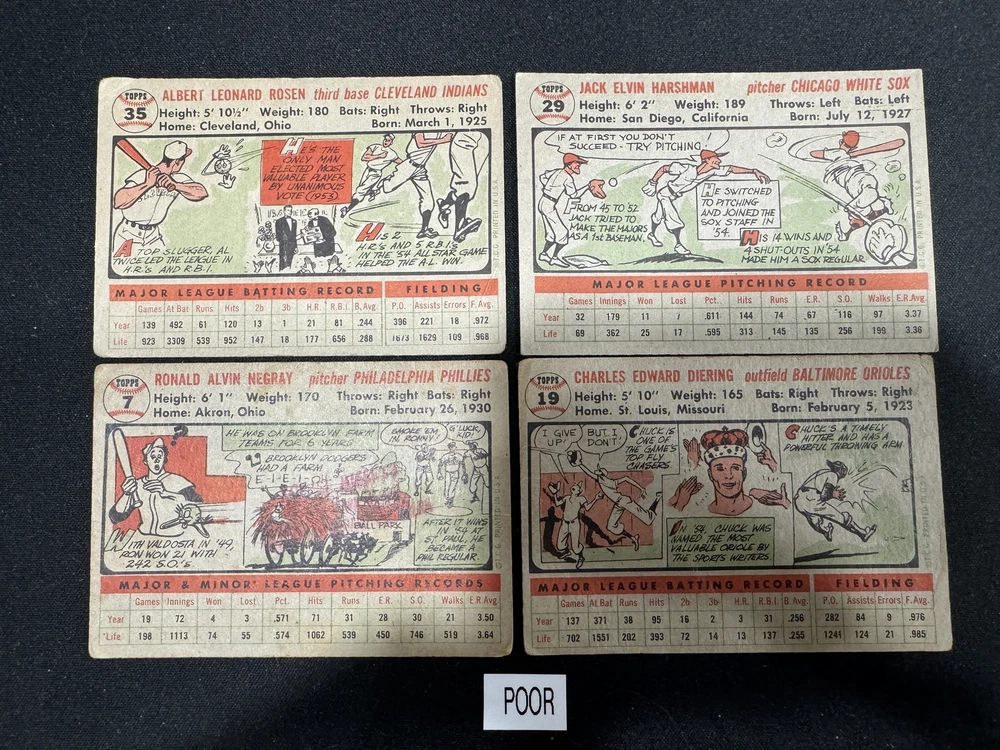 TOPPS
35
ALBERT LEONARD ROSEN third base CLEVELAND INDIANS
Height: 5' 10½" Weight: 180 Bats: Right Throws: Right
Home: Cleveland, Ohio Born: March 1, 1925
HE'S THE
ONLY MAN
ELECTED MOST
VALUABLE PLAYER
BY UNANIMOUS
VOTE (1953)
A TOP SLUGGER, AL
TWICE LED THE LEAGUE IN
H.R.'s AND R.B.I.
HIS 2
H.R.'s AND 5 R.B.I.'s
IN THE '54 ALL STAR GAME
HELPED THE A.L. WIN.
MAJOR LEAGUE BATTING RECORD FIELDING
Games At Bat Runs Hits 2b 3b H.R. R.B.I. B.Avg. P.O. Assists Errors F.Avg.
Year 139 492 61 120 13 1 21 81 .244 396 221 18 .972
Life 923 3309 539 952 147 18 177 656 .288 1673 1629 109 .968
TOPPS
29
JACK ELVIN HARSHMAN pitcher CHICAGO WHITE SOX
Height: 6' 2" Weight: 189 Throws: Left Bats: Left
Home: San Diego, California Born: July 12, 1927
IF AT FIRST YOU DON'T
SUCCEED - TRY PITCHING
FROM 45 TO 52
JACK TRIED TO
MAKE THE MAJORS
AS A 1st BASEMAN.
HE SWITCHED
TO PITCHING
AND JOINED THE
SOX STAFF IN
'54.
HIS 14 WINS AND
4 SHUT-OUTS IN '54
MADE HIM A SOX REGULAR
MAJOR LEAGUE PITCHING RECORD
Games Innings Won Lost Pct. Hits Runs E.R. S.O. Walks E.R.Avg.
Year 32 179 11 7 .611 144 74 67 116 97 3.37
Life 69 362 25 17 .595 313 145 135 256 199 3.36
TOPPS
7
RONALD ALVIN NEGRAY pitcher PHILADELPHIA PHILLIES
Height: 6' 1" Weight: 170 Throws: Right Bats: Right
Home: Akron, Ohio Born: February 26, 1930
?
HE WAS ON BROOKLYN FARM
TEAMS FOR 6 YEARS
BROOKLYN DODGERS
HAD A FARM
E-I-E-I-OH
SMOKE 'EM
IN, RONNY!
G'LUCK,
KID!
BALL PARK
WITH VALDOSTA IN '49,
RON WON 21 WITH
242 S.O.'s
AFTER 17 WINS
IN '54 AT
ST. PAUL, HE
BECAME A
PHIL REGULAR.
MAJOR & MINOR LEAGUE PITCHING RECORDS
Games Innings Won Lost Pct. Hits Runs E.R. S.O. Walks E.R.Avg.
Year 19 72 4 3 .571 71 31 28 30 21 3.50
Life 198 1113 74 55 .574 1062 539 450 746 519 3.64
TOPPS
19
CHARLES EDWARD DIERING outfield BALTIMORE ORIOLES
Height: 5' 10" Weight: 165 Bats: Right Throws: Right
Home. St. Louis, Missouri Born: February 5, 1923
I GIVE
UP!
BUT I
DON'T!
CHUCK IS
ONE OF
THE GAME'S
TOP FLY
CHASERS.
CHUCK'S A TIMELY
HITTER AND HAS A
POWERFUL THROWING ARM
IN '54, CHUCK WAS
NAMED THE MOST
VALUABLE ORIOLE BY
THE SPORTS WRITERS.
MAJOR LEAGUE BATTING RECORD FIELDING
Games At Bat Runs Hits 2b 3b H.R. R.B.I. B.Avg. P.O. Assists Errors F.Avg.
Year 137 371 38 95 16 2 3 31 .256 282 84 9 .976
Life 702 1551 202 393 72 14 13 137 .255 1241 124 21 .985
POOR